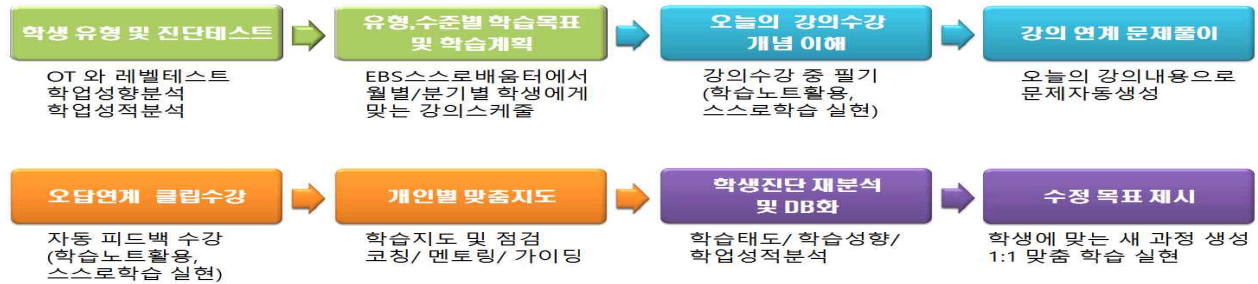 학생 유형 및 진단테스트
OT 와 레벨테스트
학업성향분석
학업성적분석
유형,수준별 학습목표
및 학습계획
EBS스스로배움터에서
월별/분기별 학생에게
맞는 강의스케줄
오늘의 강의수강
개념 이해
강의수강 중 필기
(학습노트활용,
스스로학습 실현)
강의 연계 문제풀이
오늘의 강의내용으로
문제자동생성
오답연계 클립수강
자동 피드백 수강
(학습노트활용,
스스로학습 실현)
개인별 맞춤지도
학습지도 및 점검
코칭/ 멘토링/ 가이딩
학생진단 재분석
및 DB화
학습태도/ 학습성향/
학업성적분석
수정 목표 제시
학생에 맞는 새 과정 생성
1:1 맞춤 학습 실현